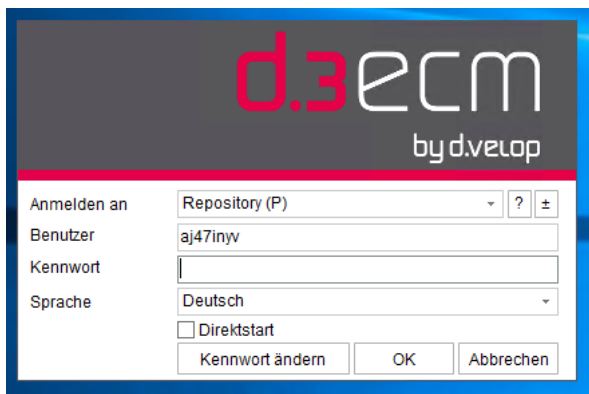 d.3ecm
by d.velop
Anmelden an Repository (P) ? ±
Benutzer aj47inyv
Kennwort
Sprache Deutsch
Direktstart
Kennwort ändern OK Abbrechen